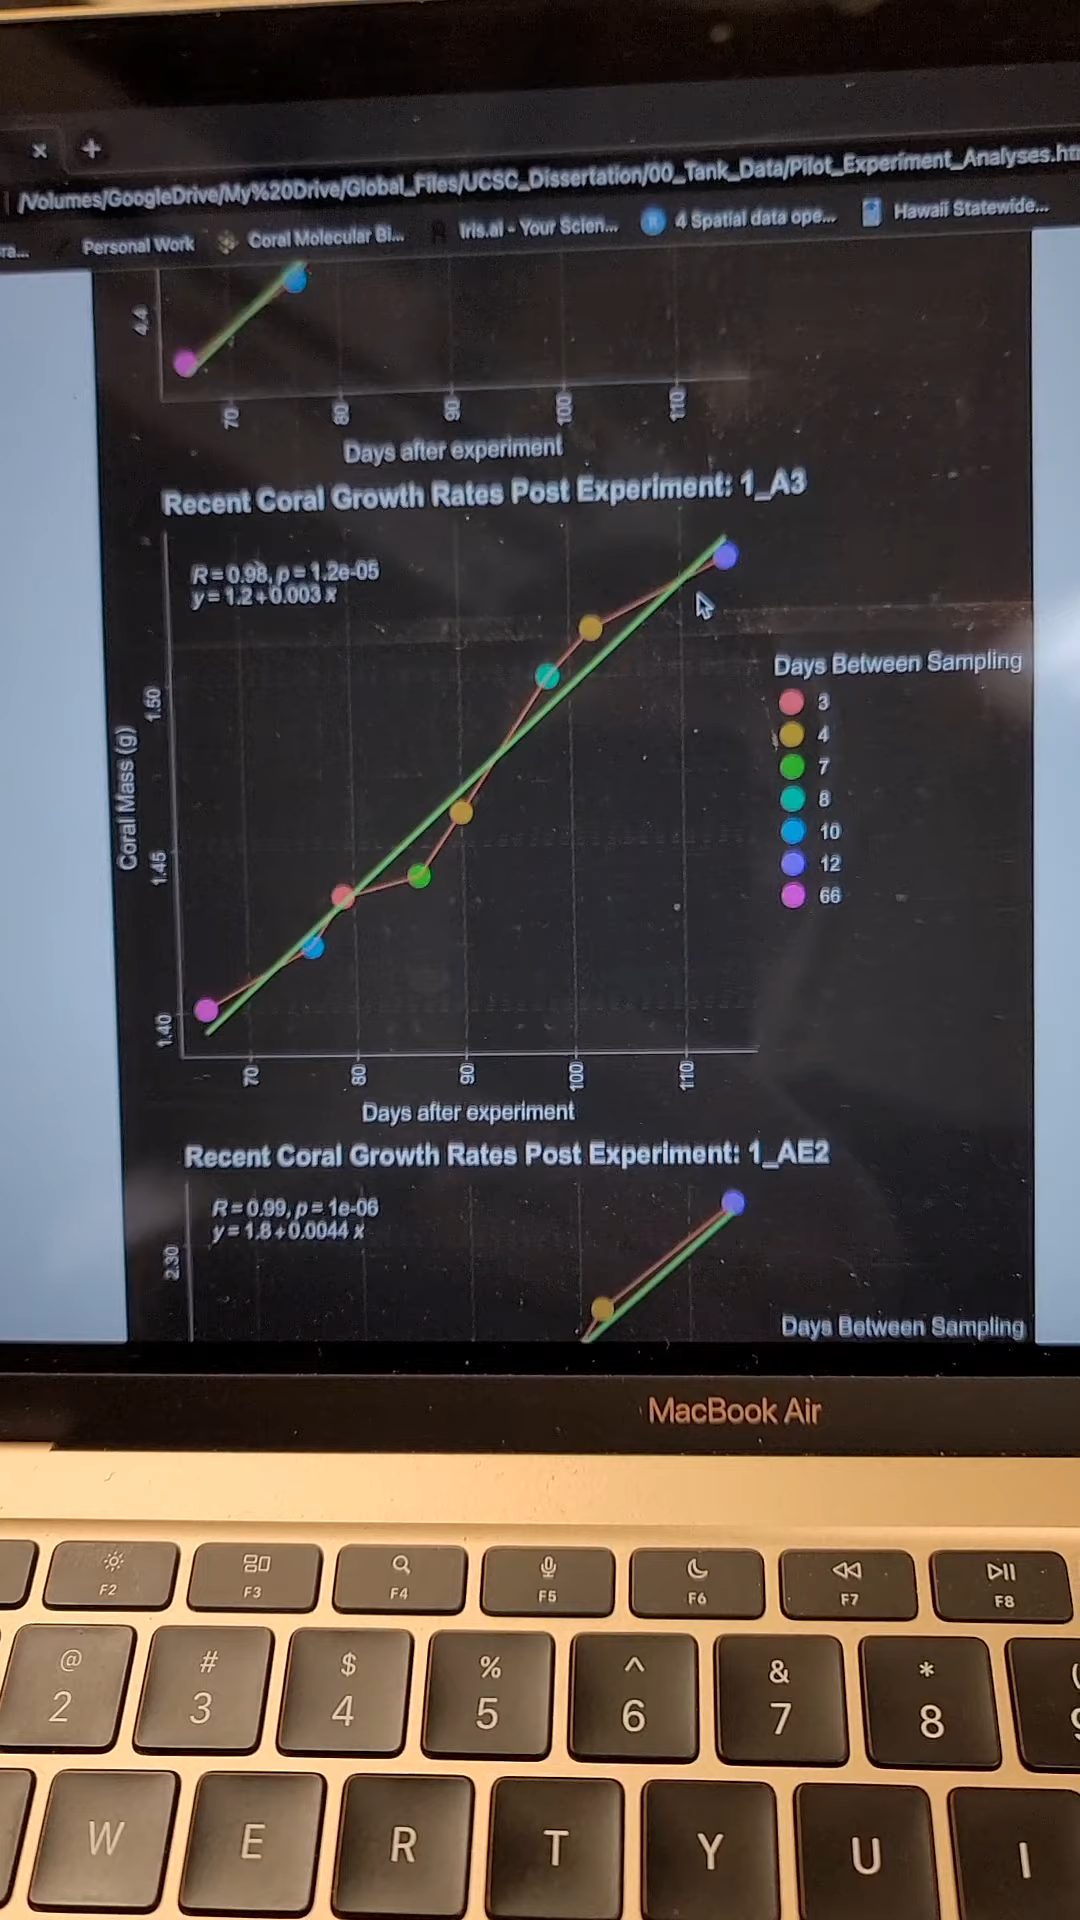 /Volumes/GoogleDrive/My%20Drive/Global_Files/UCSC_Dissertation/00_Tank_Data/Pilot_Experiment_Analyses.ht
ra... Personal Work Coral Molecular Bi... Iris.ai - Your Scien... 4 Spatial data ope... Hawaii Statewide...
4.4
70 80 90 100 110
Days after experiment
Recent Coral Growth Rates Post Experiment: 1_A3
R = 0.98, p = 1.2e-05
y = 1.2 + 0.003 x
Coral Mass (g)
1.50
1.45
1.40
70 80 90 100 110
Days after experiment
Days Between Sampling
3
4
7
8
10
12
66
Recent Coral Growth Rates Post Experiment: 1_AE2
R = 0.99, p = 1e-06
y = 1.8 + 0.0044 x
2.30
Days Between Sampling
MacBook Air
F2 F3 F4 F5 F6 F7 F8
@ # $ % ^ & * (
2 3 4 5 6 7 8 9
W E R T Y U I